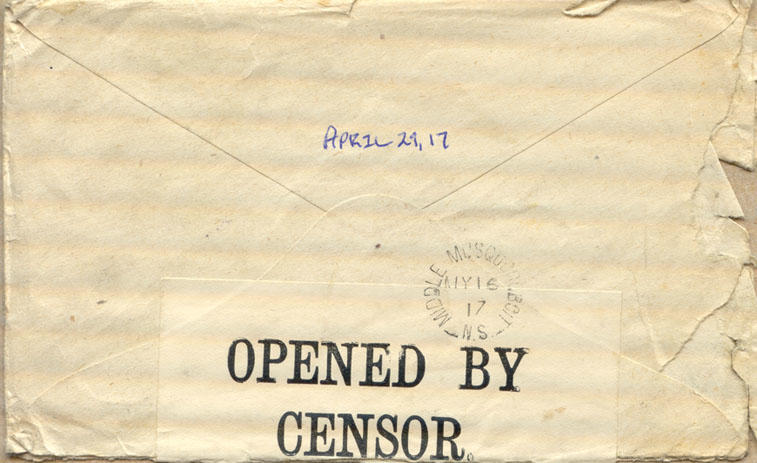 APRIL 29, 17
MIDDLE MUSQUODOBOIT
MY 16
17
N.S.
OPENED BY
CENSOR.